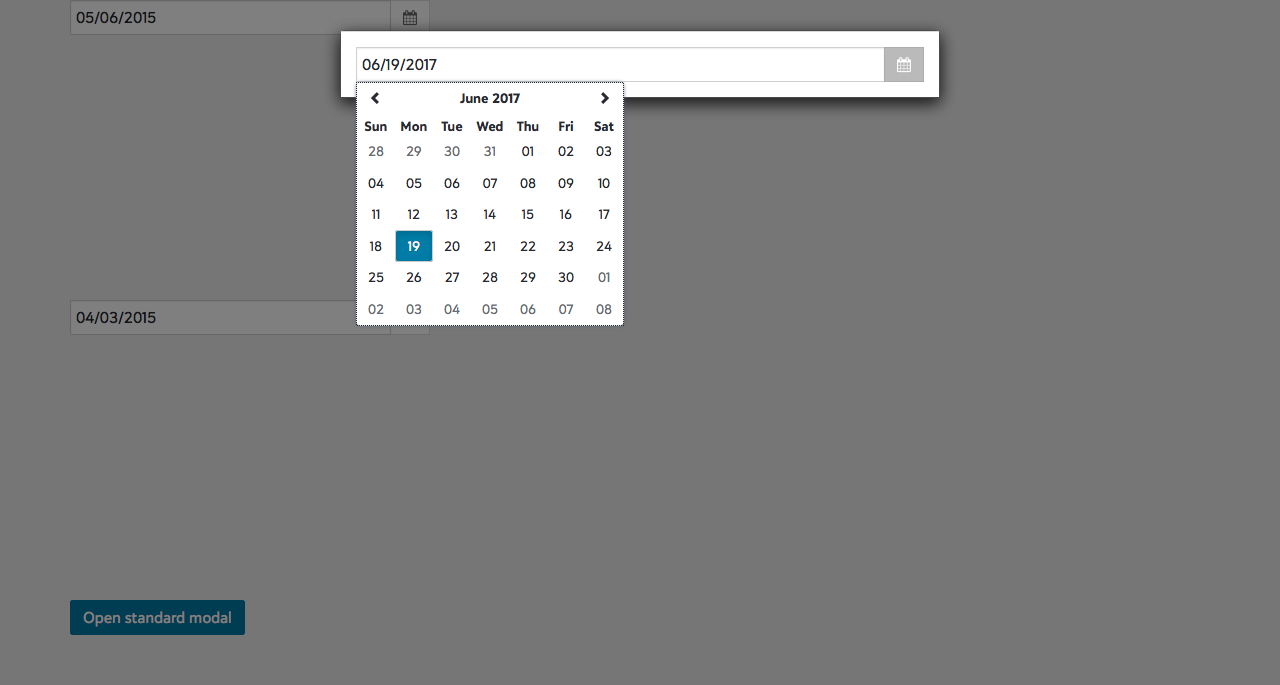 05/06/2015
06/19/2017
June 2017
Sun Mon Tue Wed Thu Fri Sat
28 29 30 31 01 02 03
04 05 06 07 08 09 10
11 12 13 14 15 16 17
18 19 20 21 22 23 24
25 26 27 28 29 30 01
02 03 04 05 06 07 08
04/03/2015
Open standard modal